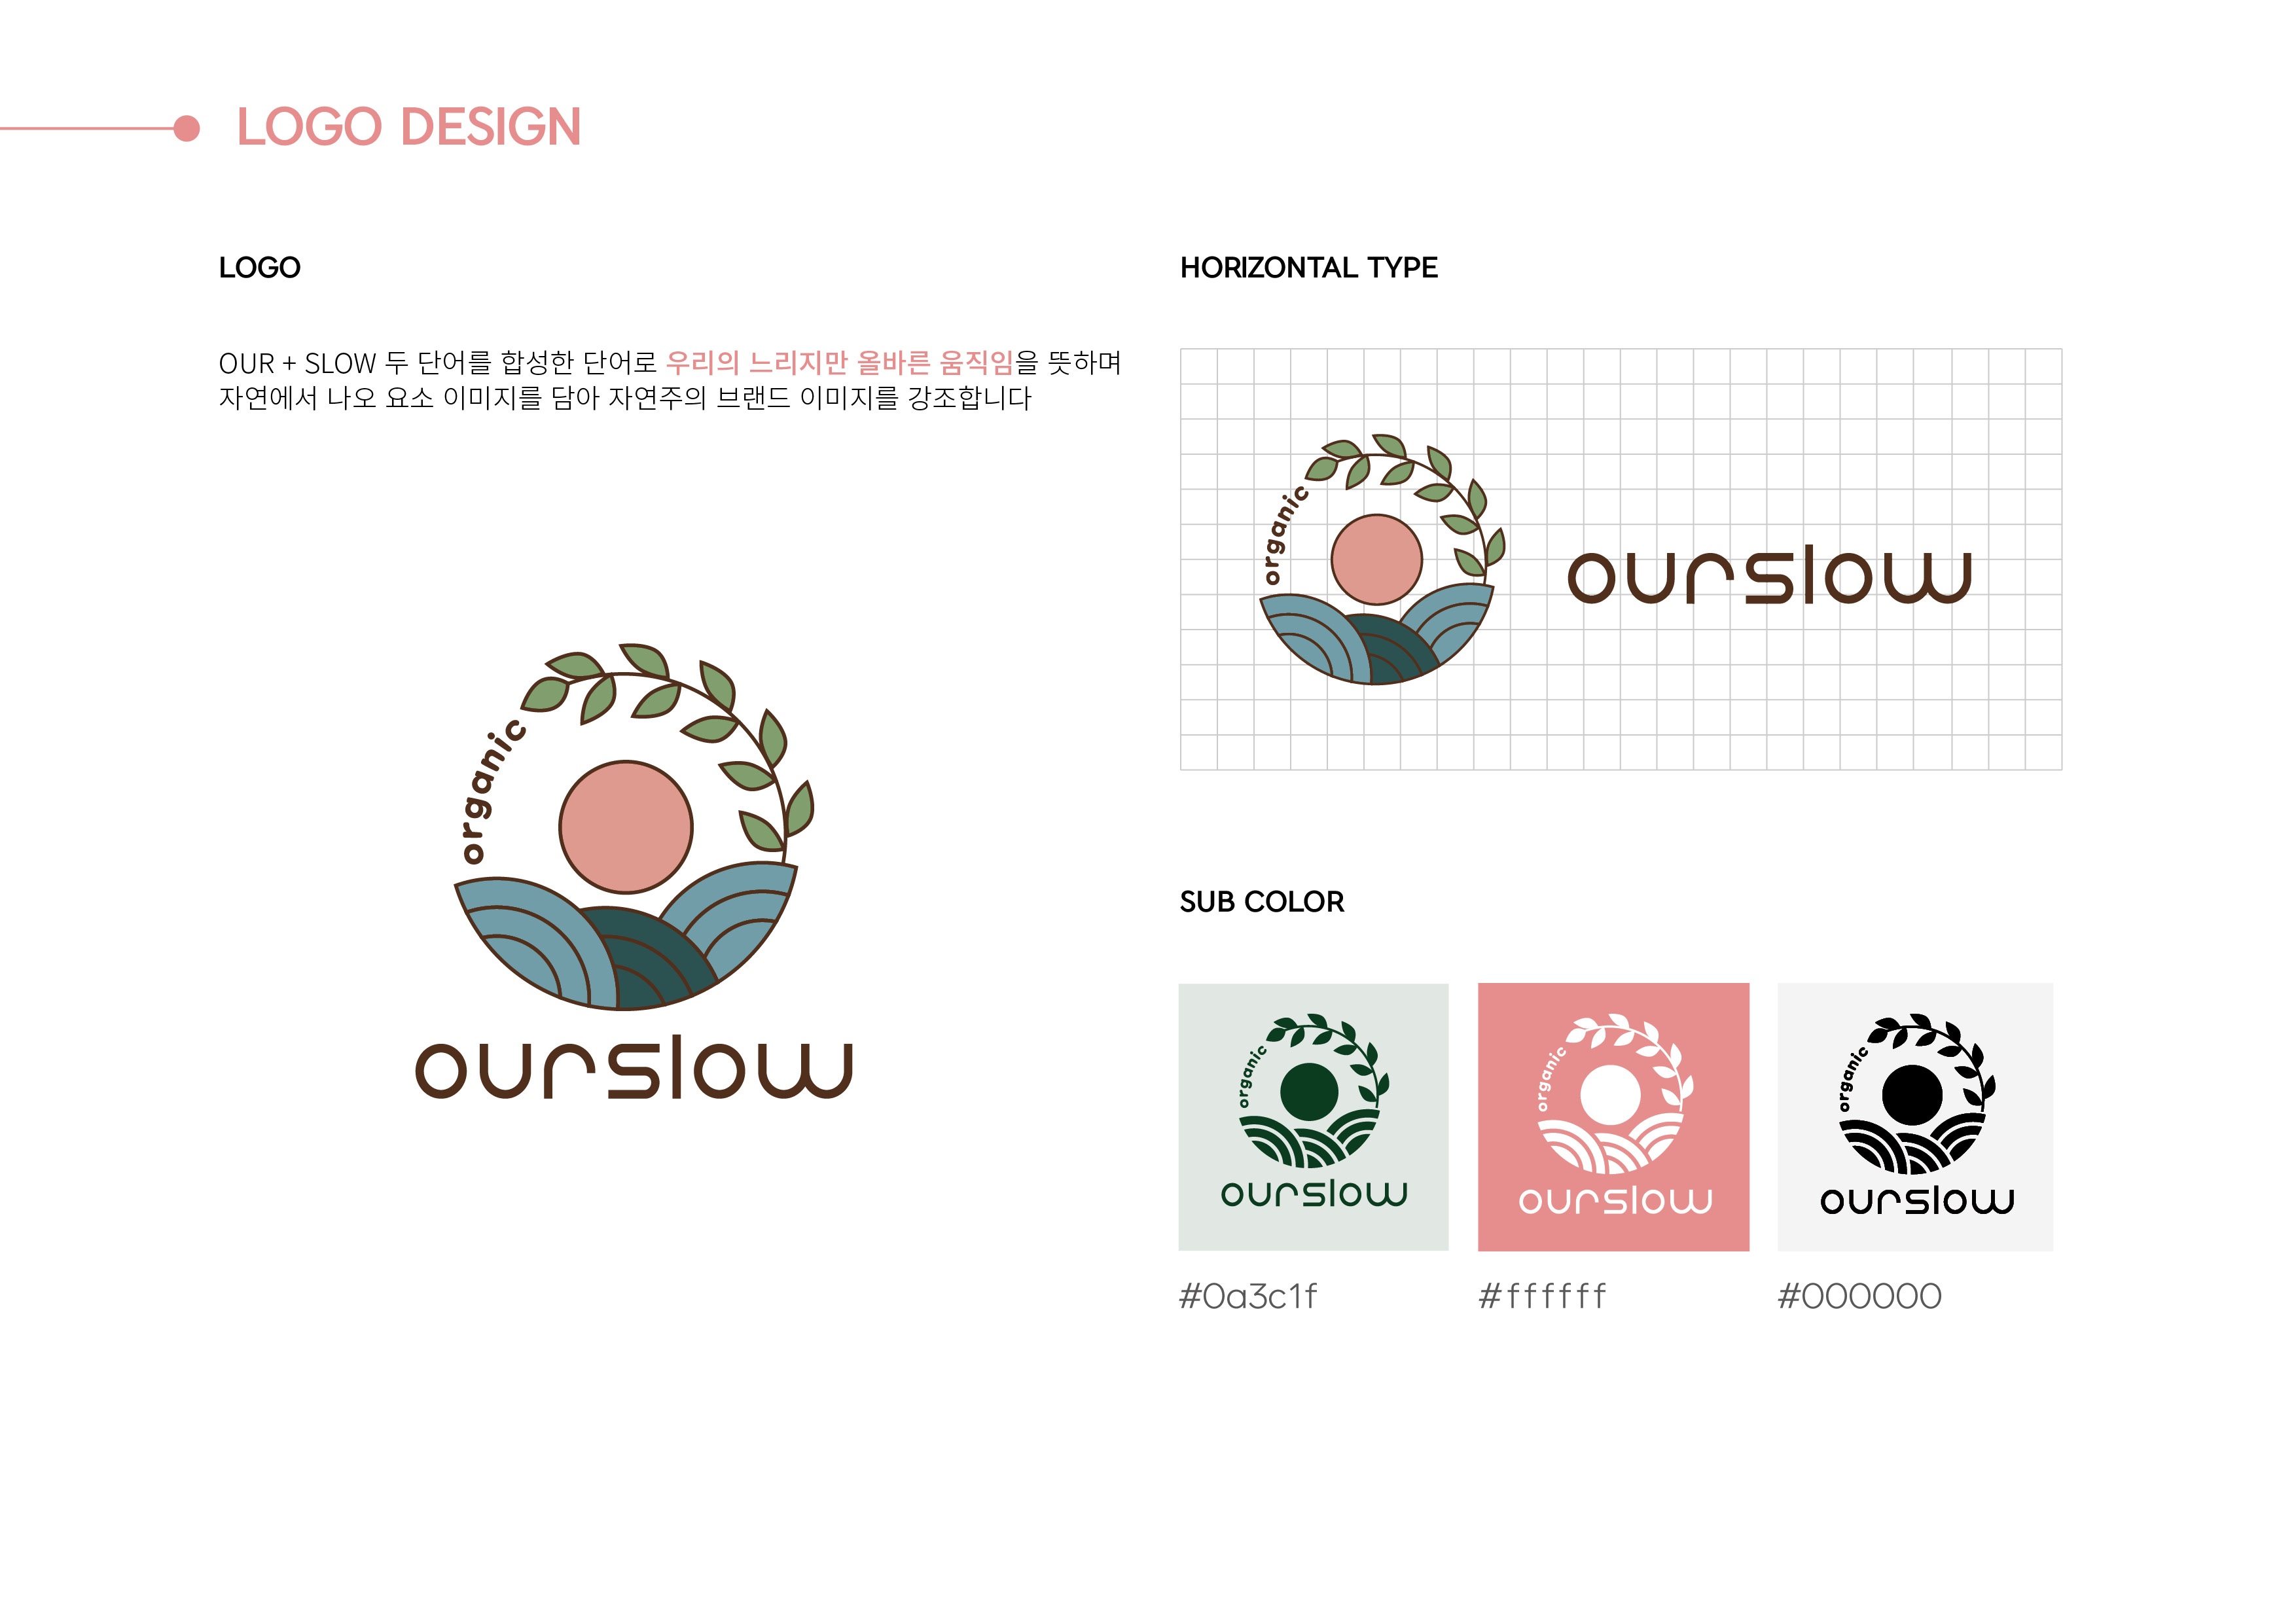 LOGO DESIGN
LOGO
OUR + SLOW 두 단어를 합성한 단어로 우리의 느리지만 올바른 움직임을 뜻하며
자연에서 나오 요소 이미지를 담아 자연주의 브랜드 이미지를 강조합니다
organic
ourslow
HORIZONTAL TYPE
organic
ourslow
SUB COLOR
organic
ourslow
#0a3c1f
organic
ourslow
#ffffff
organic
ourslow
#000000